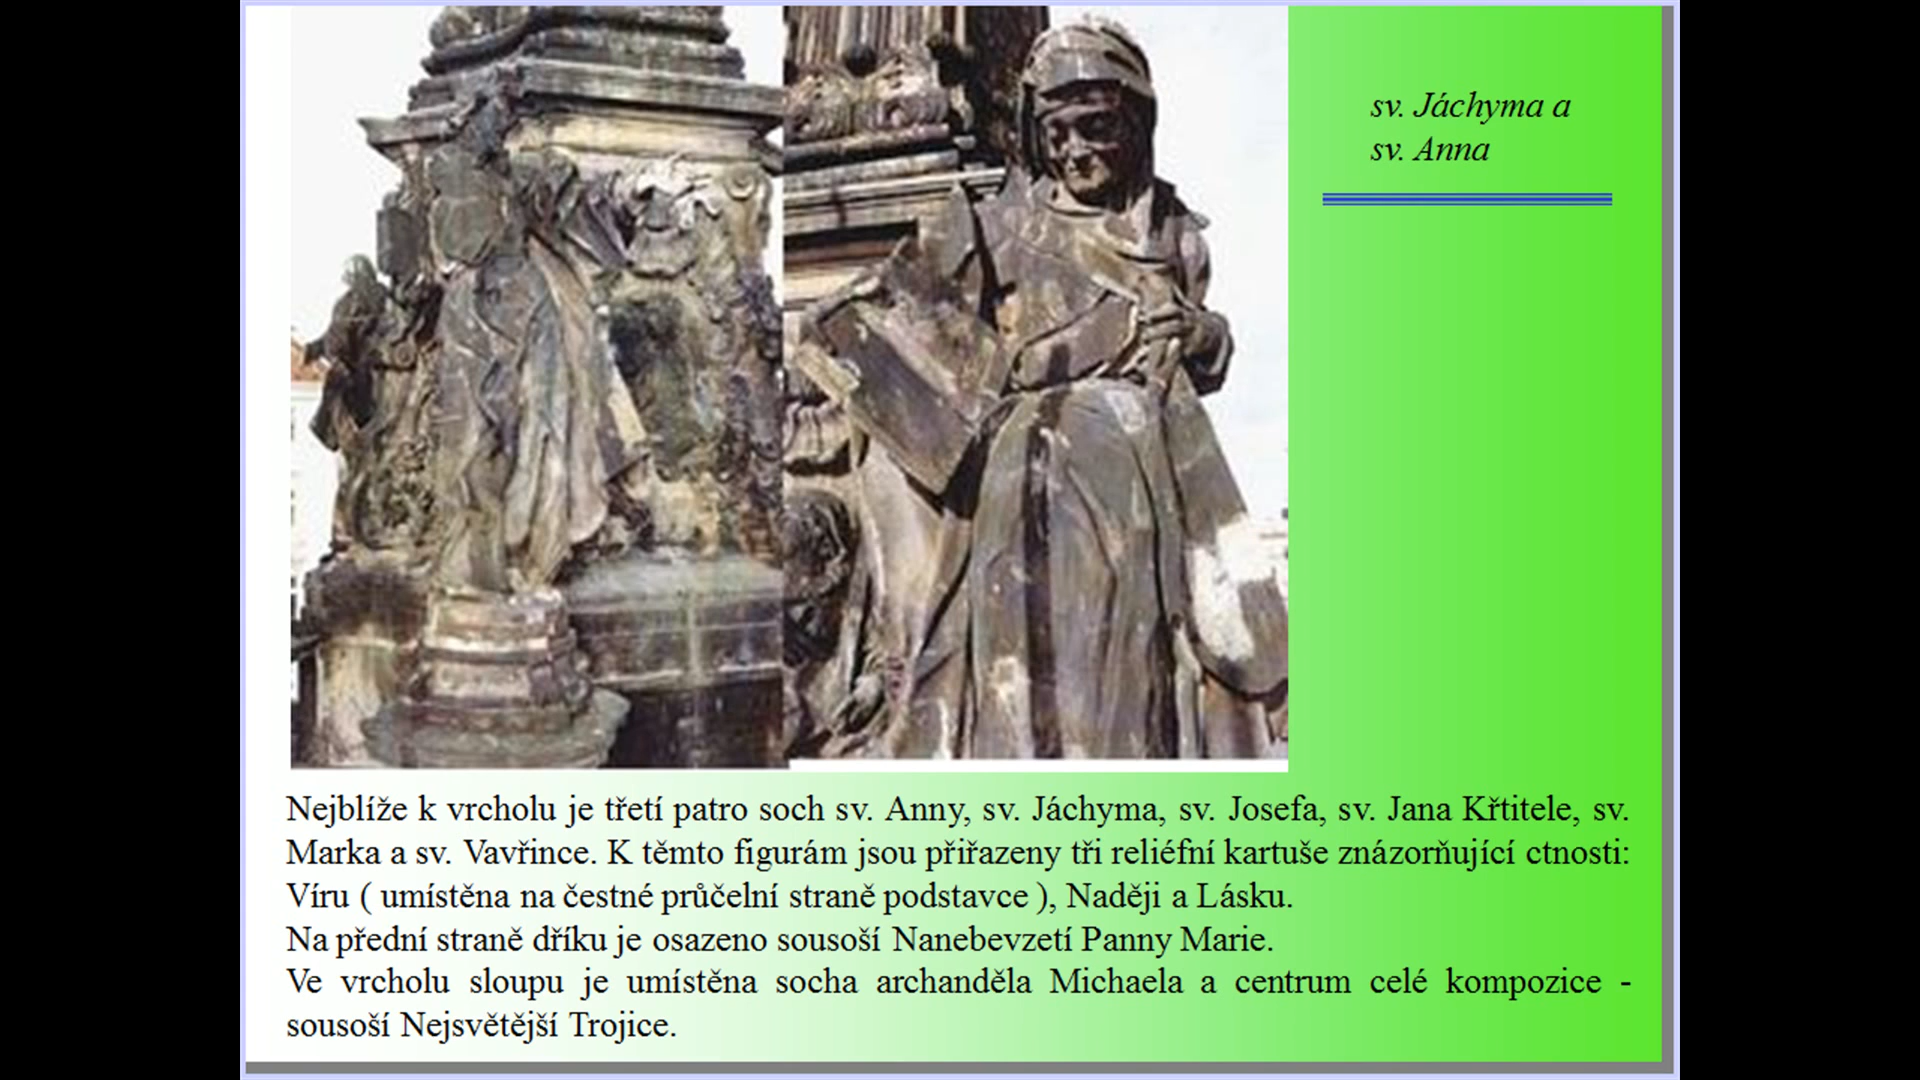 sv. Jáchyma a
sv. Anna
Nejblíže k vrcholu je třetí patro soch sv. Anny, sv. Jáchyma, sv. Josefa, sv. Jana Křtitele, sv.
Marka a sv. Vavřince. K těmto figurám jsou přiřazeny tři reliéfní kartuše znázorňující ctnosti:
Víru ( umístěna na čestné průčelní straně podstavce ), Naději a Lásku.
Na přední straně dříku je osazeno sousoší Nanebevzetí Panny Marie.
Ve vrcholu sloupu je umístěna socha archanděla Michaela a centrum celé kompozice -
sousoší Nejsvětější Trojice.